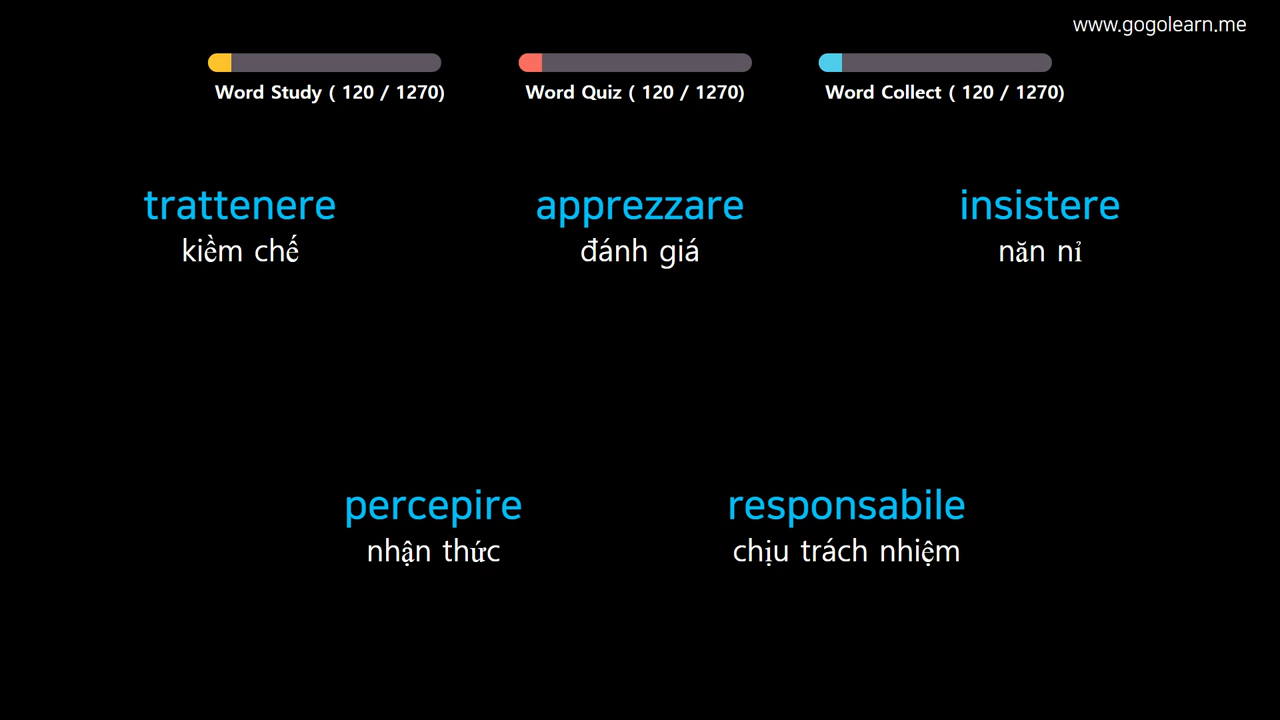 www.gogolearn.me
Word Study ( 120 / 1270)
Word Quiz ( 120 / 1270)
Word Collect ( 120 / 1270)
trattenere
kiềm chế
apprezzare
đánh giá
insistere
năn nỉ
percepire
nhận thức
responsabile
chịu trách nhiệm